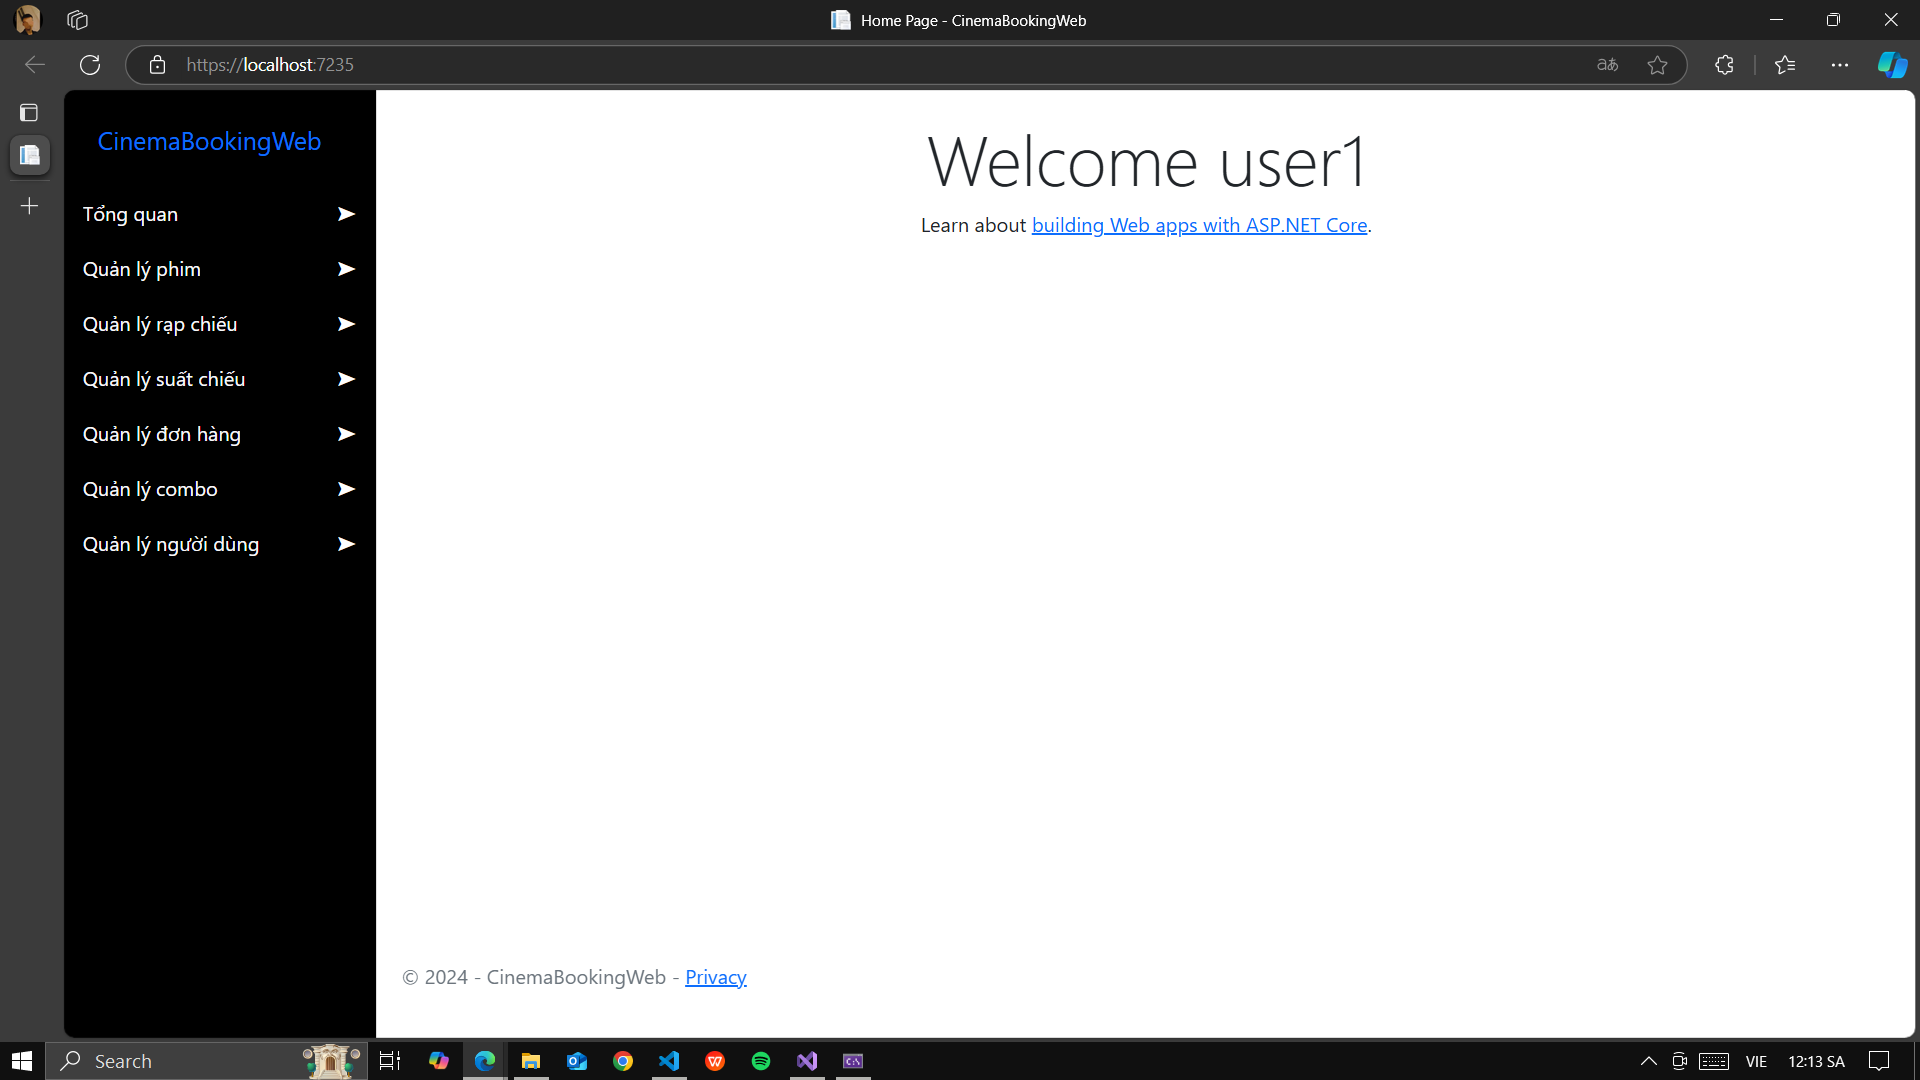 Home Page - CinemaBookingWeb
https://localhost:7235
CinemaBookingWeb
Tổng quan
Quản lý phim
Quản lý rạp chiếu
Quản lý suất chiếu
Quản lý đơn hàng
Quản lý combo
Quản lý người dùng
Welcome user1
Learn about building Web apps with ASP.NET Core.
© 2024 - CinemaBookingWeb - Privacy
Search
VIE
12:13 SA